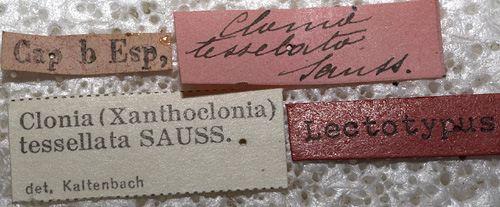 Cap b Esp,
Clonia
tessellata
Sauss.
Clonia (Xanthoclonia)
tessellata SAUSS.
det. Kaltenbach
Lectotypus